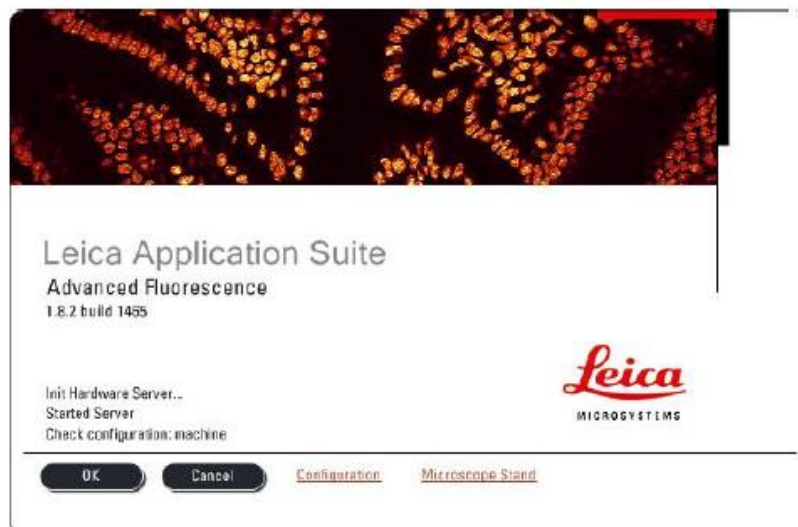 Leica Application Suite
Advanced Fluorescence
1.8.2 build 1465
Leica
MICROSYSTEMS
Init Hardware Server...
Started Server
Check configuration: machine
OK Cancel Configuration Microscope Stand